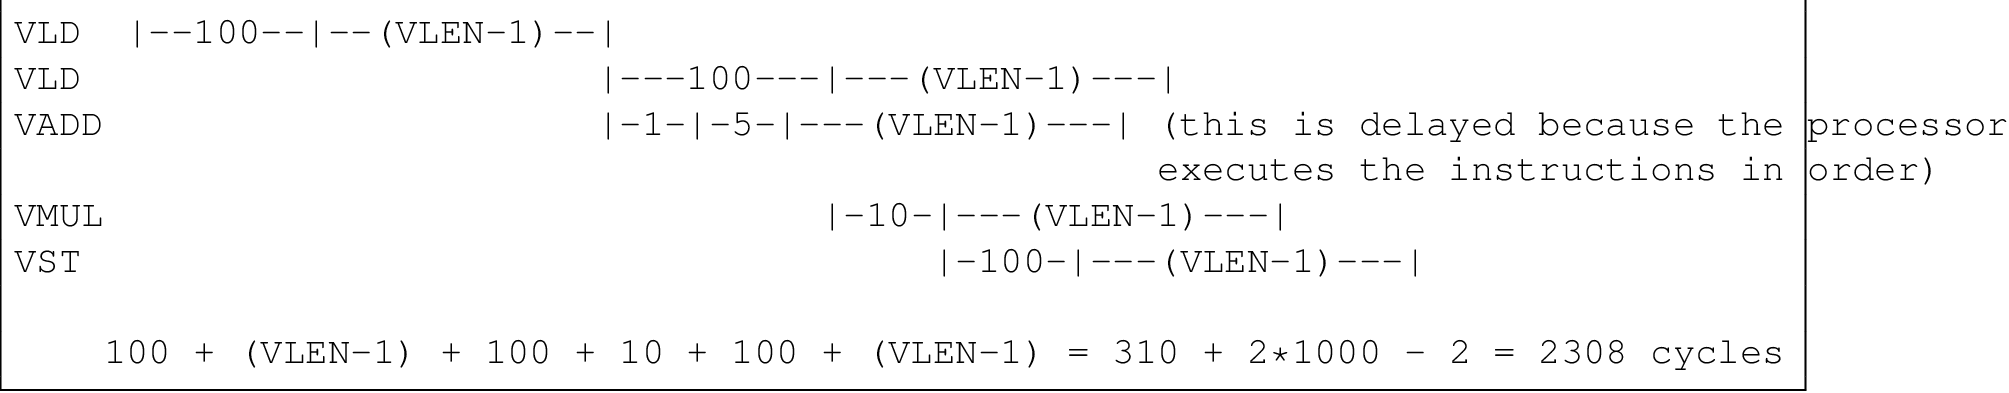 VLD |--100--|--(VLEN-1)--|
VLD |---100---|---(VLEN-1)---|
VADD |-1-|-5-|---(VLEN-1)---| (this is delayed because the processor
executes the instructions in order)
VMUL |-10-|---(VLEN-1)---|
VST |-100-|---(VLEN-1)---|
100 + (VLEN-1) + 100 + 10 + 100 + (VLEN-1) = 310 + 2*1000 - 2 = 2308 cycles